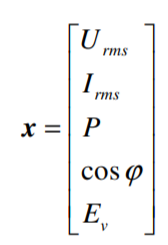 U_rms
I_rms
x = P
cos φ
E_v